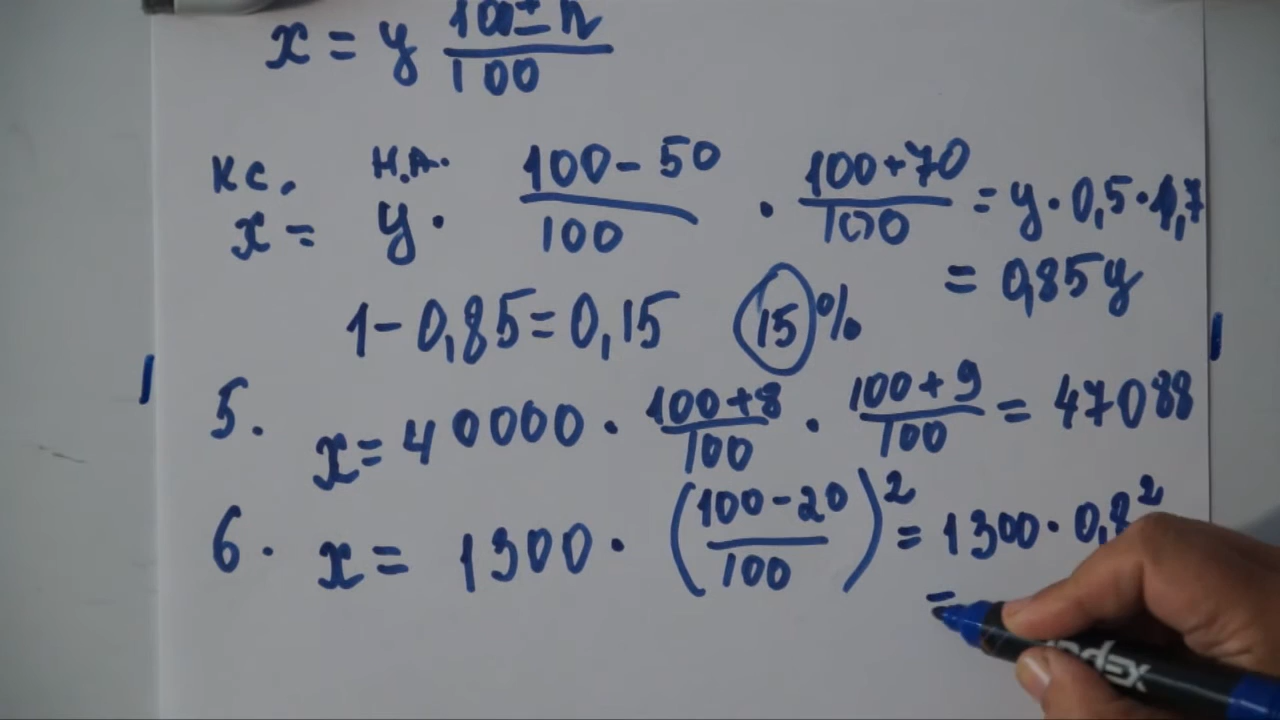 x = y (100±n)/100
кс. н.д.
x = y · (100-50)/100 · (100+70)/100 = y · 0,5 · 1,7
= 0,85y
1 - 0,85 = 0,15 15%
5. x = 40000 · (100+8)/100 · (100+9)/100 = 47088
6. x = 1300 · ((100-20)/100)² = 1300 · 0,8²
=